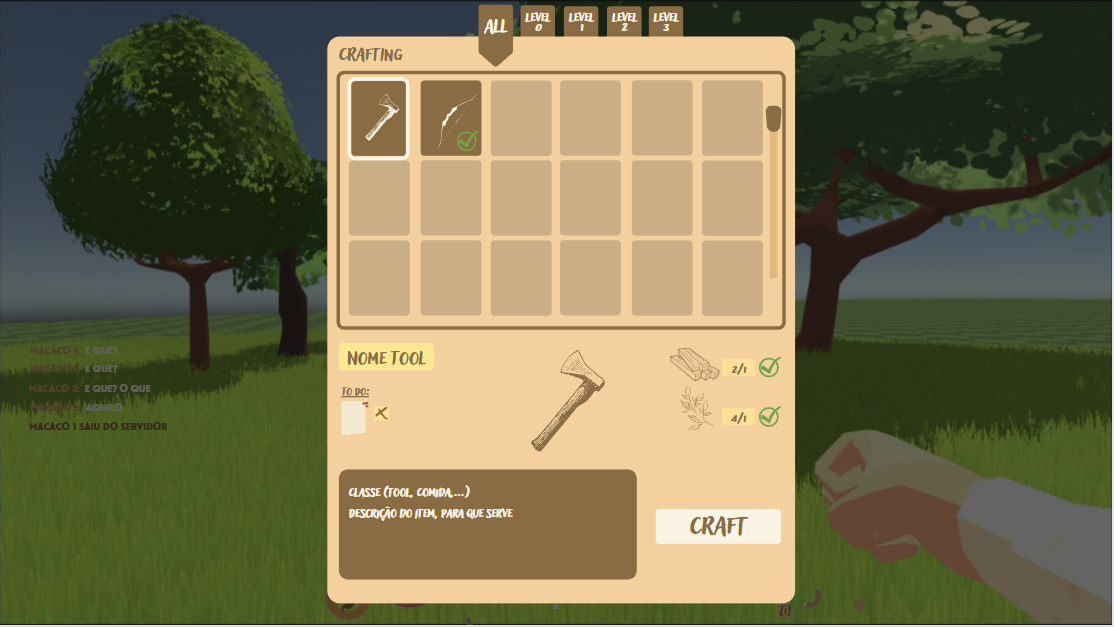 ALL
LEVEL 0
LEVEL 1
LEVEL 2
LEVEL 3
CRAFTING
NOME TOOL
TO DO:
2/1
4/1
MACACO 1: E QUE?
E QUE?
MACACO 2: E QUE? O QUE
AQUILO
MACACO 1 SAIU DO SERVIDOR
CLASSE (TOOL, COMIDA,...)
DESCRIÇÃO DO ITEM, PARA QUE SERVE
CRAFT